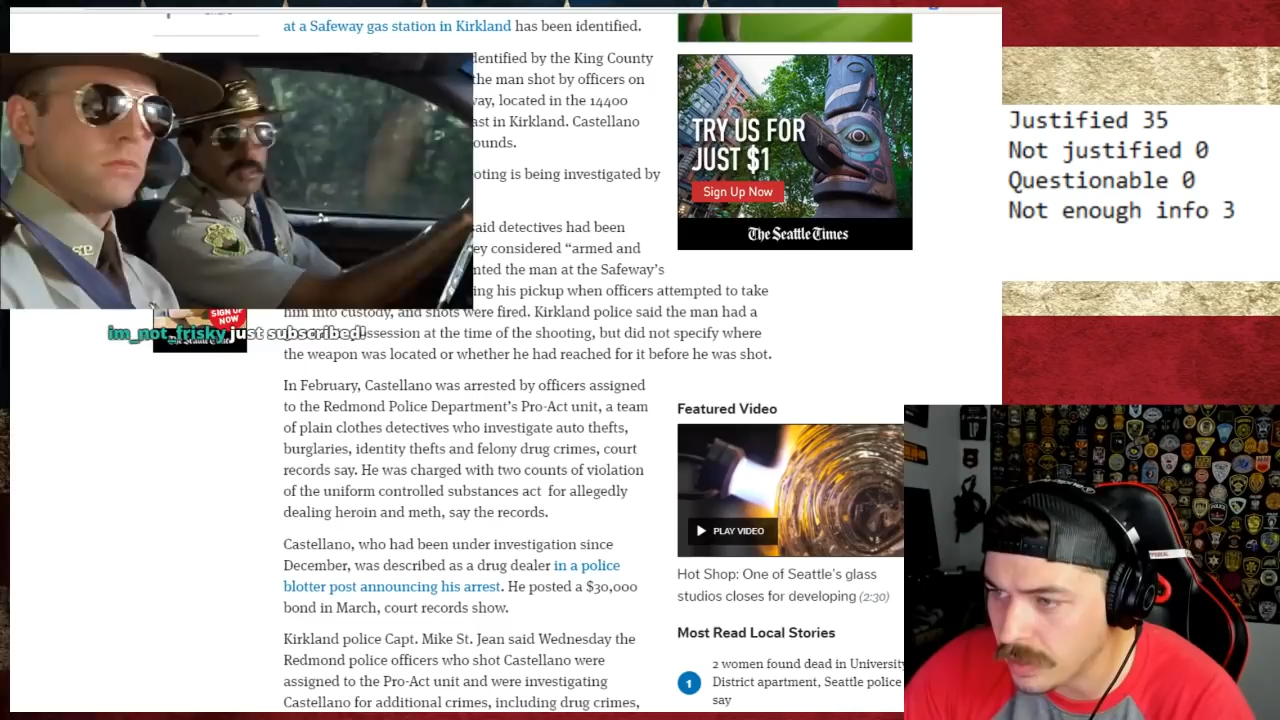 at a Safeway gas station in Kirkland has been identified.
dentified by the King County
the man shot by officers on
way, located in the 14400
ast in Kirkland. Castellano
ounds.
oting is being investigated by
said detectives had been
ey considered “armed and
nted the man at the Safeway’s
ing his pickup when officers attempted to take
him into custody, and shots were fired. Kirkland police said the man had a
ssession at the time of the shooting, but did not specify where
the weapon was located or whether he had reached for it before he was shot.
In February, Castellano was arrested by officers assigned
to the Redmond Police Department’s Pro-Act unit, a team
of plain clothes detectives who investigate auto thefts,
burglaries, identity thefts and felony drug crimes, court
records say. He was charged with two counts of violation
of the uniform controlled substances act for allegedly
dealing heroin and meth, say the records.
Castellano, who had been under investigation since
December, was described as a drug dealer in a police
blotter post announcing his arrest. He posted a $30,000
bond in March, court records show.
Kirkland police Capt. Mike St. Jean said Wednesday the
Redmond police officers who shot Castellano were
assigned to the Pro-Act unit and were investigating
Castellano for additional crimes, including drug crimes,
SIGN UP
NOW
im_not_frisky just subscribed!
TRY US FOR
JUST $1
Sign Up Now
The Seattle Times
Featured Video
PLAY VIDEO
Hot Shop: One of Seattle’s glass
studios closes for developing (2:30)
Most Read Local Stories
1
2 women found dead in University
District apartment, Seattle police
say
Justified 35
Not justified 0
Questionable 0
Not enough info 3